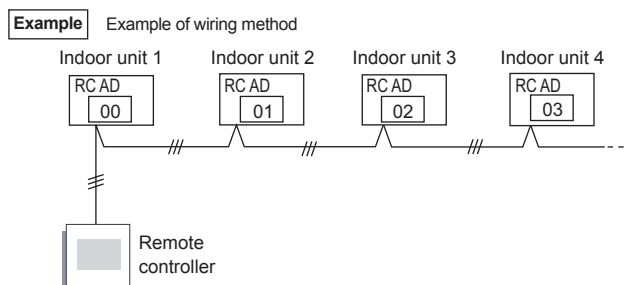 Example Example of wiring method
Indoor unit 1 Indoor unit 2 Indoor unit 3 Indoor unit 4
RC AD RC AD RC AD RC AD
00 01 02 03
Remote
controller